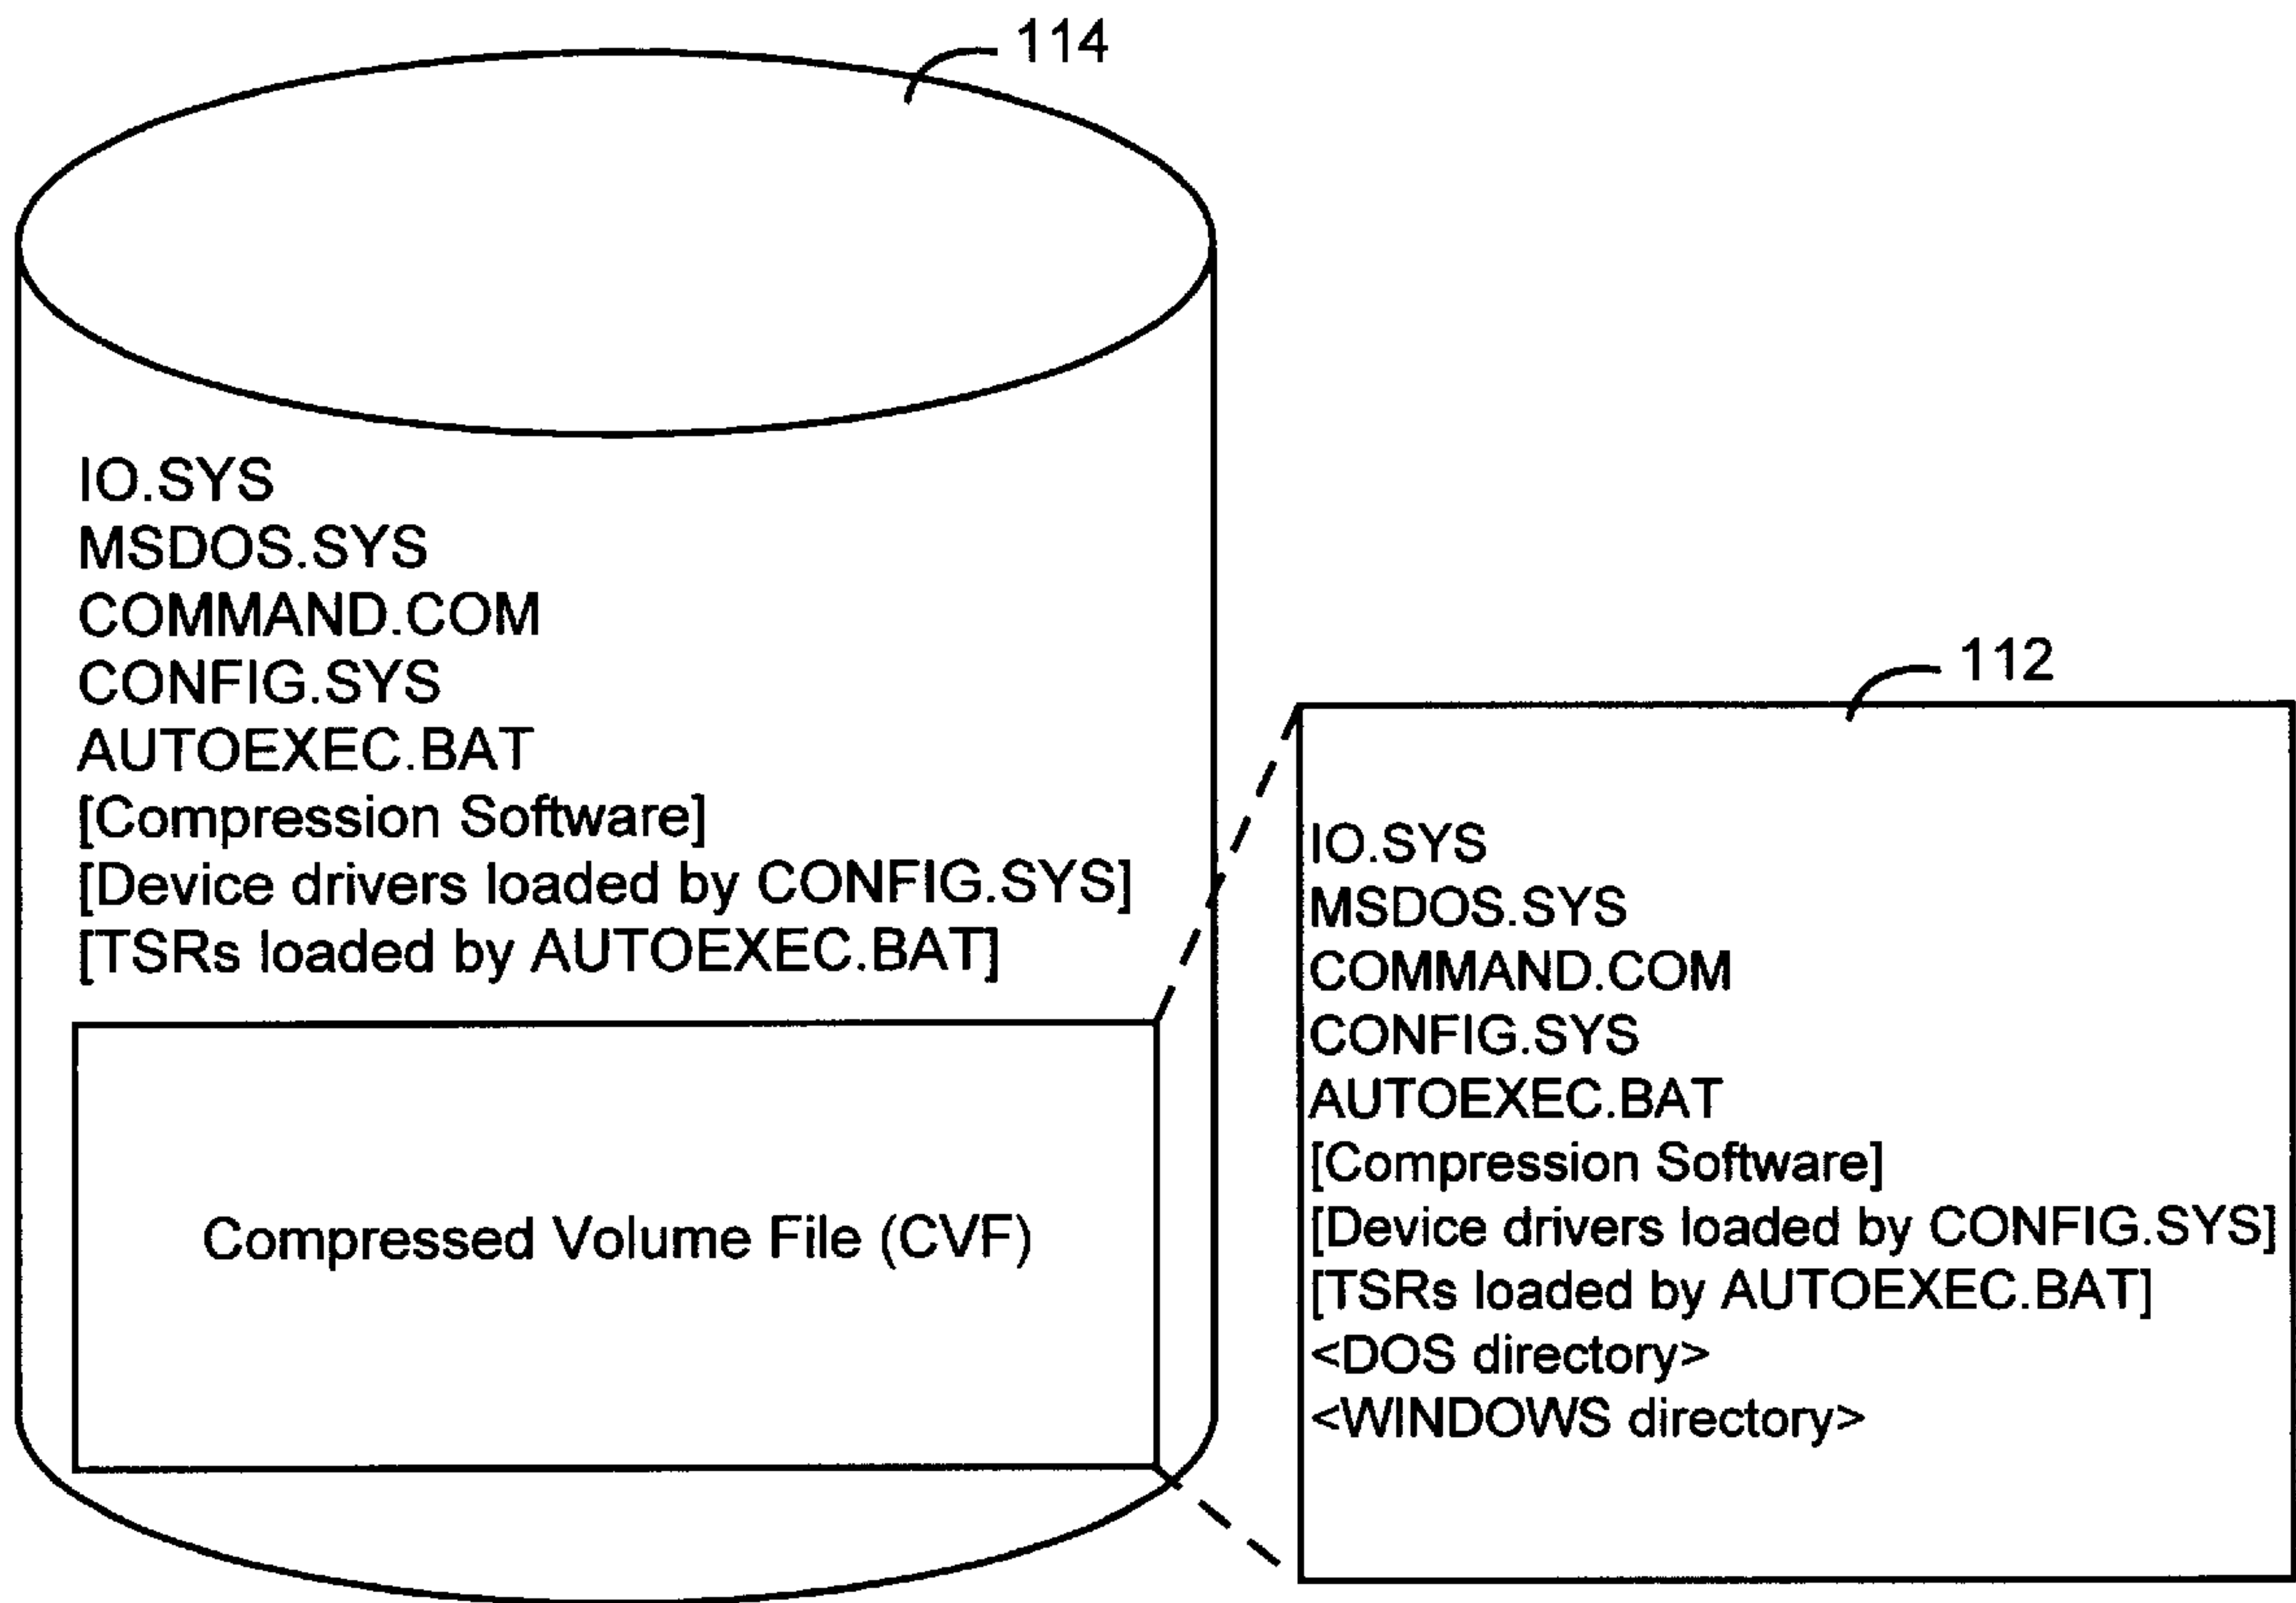 114
IO.SYS
MSDOS.SYS
COMMAND.COM
CONFIG.SYS
AUTOEXEC.BAT
[Compression Software]
[Device drivers loaded by CONFIG.SYS]
[TSRs loaded by AUTOEXEC.BAT]
Compressed Volume File (CVF)
112
IO.SYS
MSDOS.SYS
COMMAND.COM
CONFIG.SYS
AUTOEXEC.BAT
[Compression Software]
[Device drivers loaded by CONFIG.SYS]
[TSRs loaded by AUTOEXEC.BAT]
<DOS directory>
<WINDOWS directory>